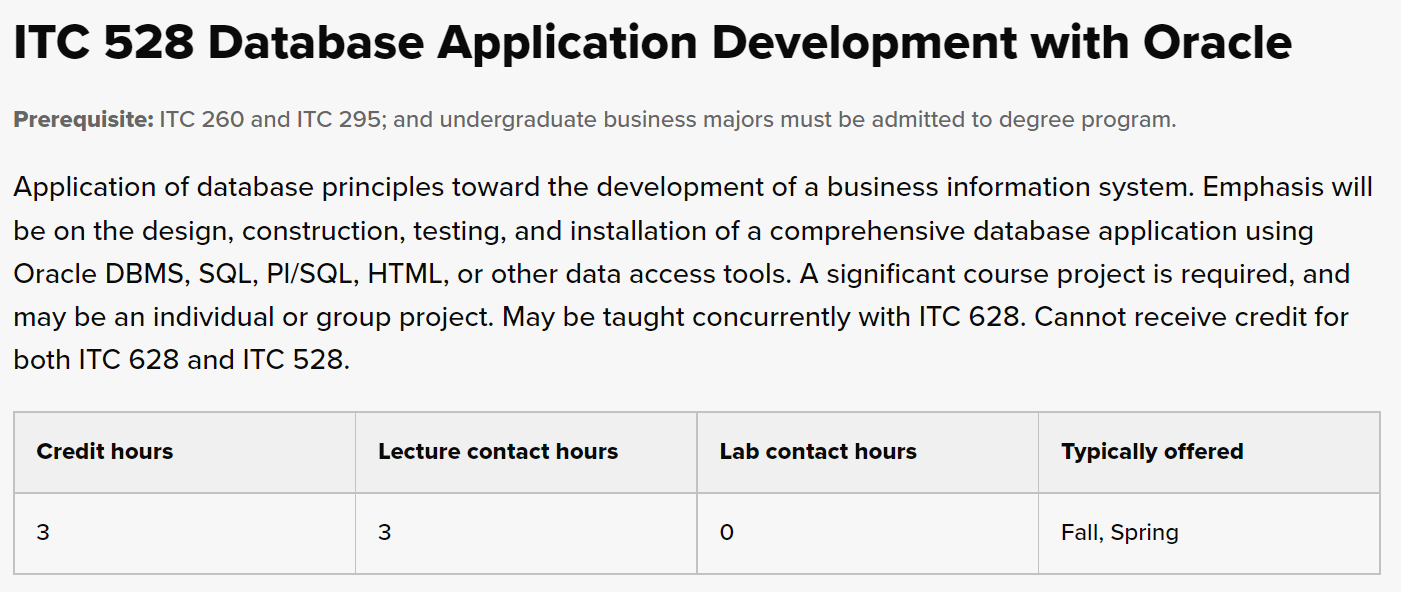 ITC 528 Database Application Development with Oracle
Prerequisite: ITC 260 and ITC 295; and undergraduate business majors must be admitted to degree program.
Application of database principles toward the development of a business information system. Emphasis will
be on the design, construction, testing, and installation of a comprehensive database application using
Oracle DBMS, SQL, Pl/SQL, HTML, or other data access tools. A significant course project is required, and
may be an individual or group project. May be taught concurrently with ITC 628. Cannot receive credit for
both ITC 628 and ITC 528.
Credit hours Lecture contact hours Lab contact hours Typically offered
3 3 0 Fall, Spring